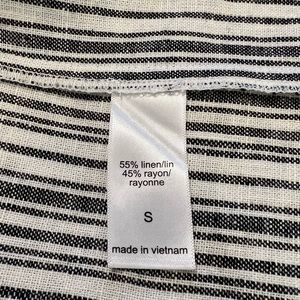 55% linen/lin
45% rayon/
rayonne
S
made in vietnam